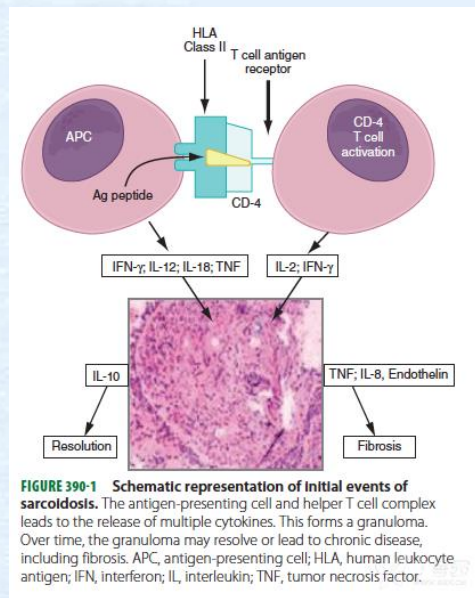 HLA
Class II
T cell antigen
receptor
APC
CD-4
T cell
activation
Ag peptide
CD-4
IFN-γ; IL-12; IL-18; TNF
IL-2; IFN-γ
IL-10
TNF; IL-8, Endothelin
Resolution
Fibrosis
FIGURE 390-1 Schematic representation of initial events of
sarcoidosis. The antigen-presenting cell and helper T cell complex
leads to the release of multiple cytokines. This forms a granuloma.
Over time, the granuloma may resolve or lead to chronic disease,
including fibrosis. APC, antigen-presenting cell; HLA, human leukocyte
antigen; IFN, interferon; IL, interleukin; TNF, tumor necrosis factor.